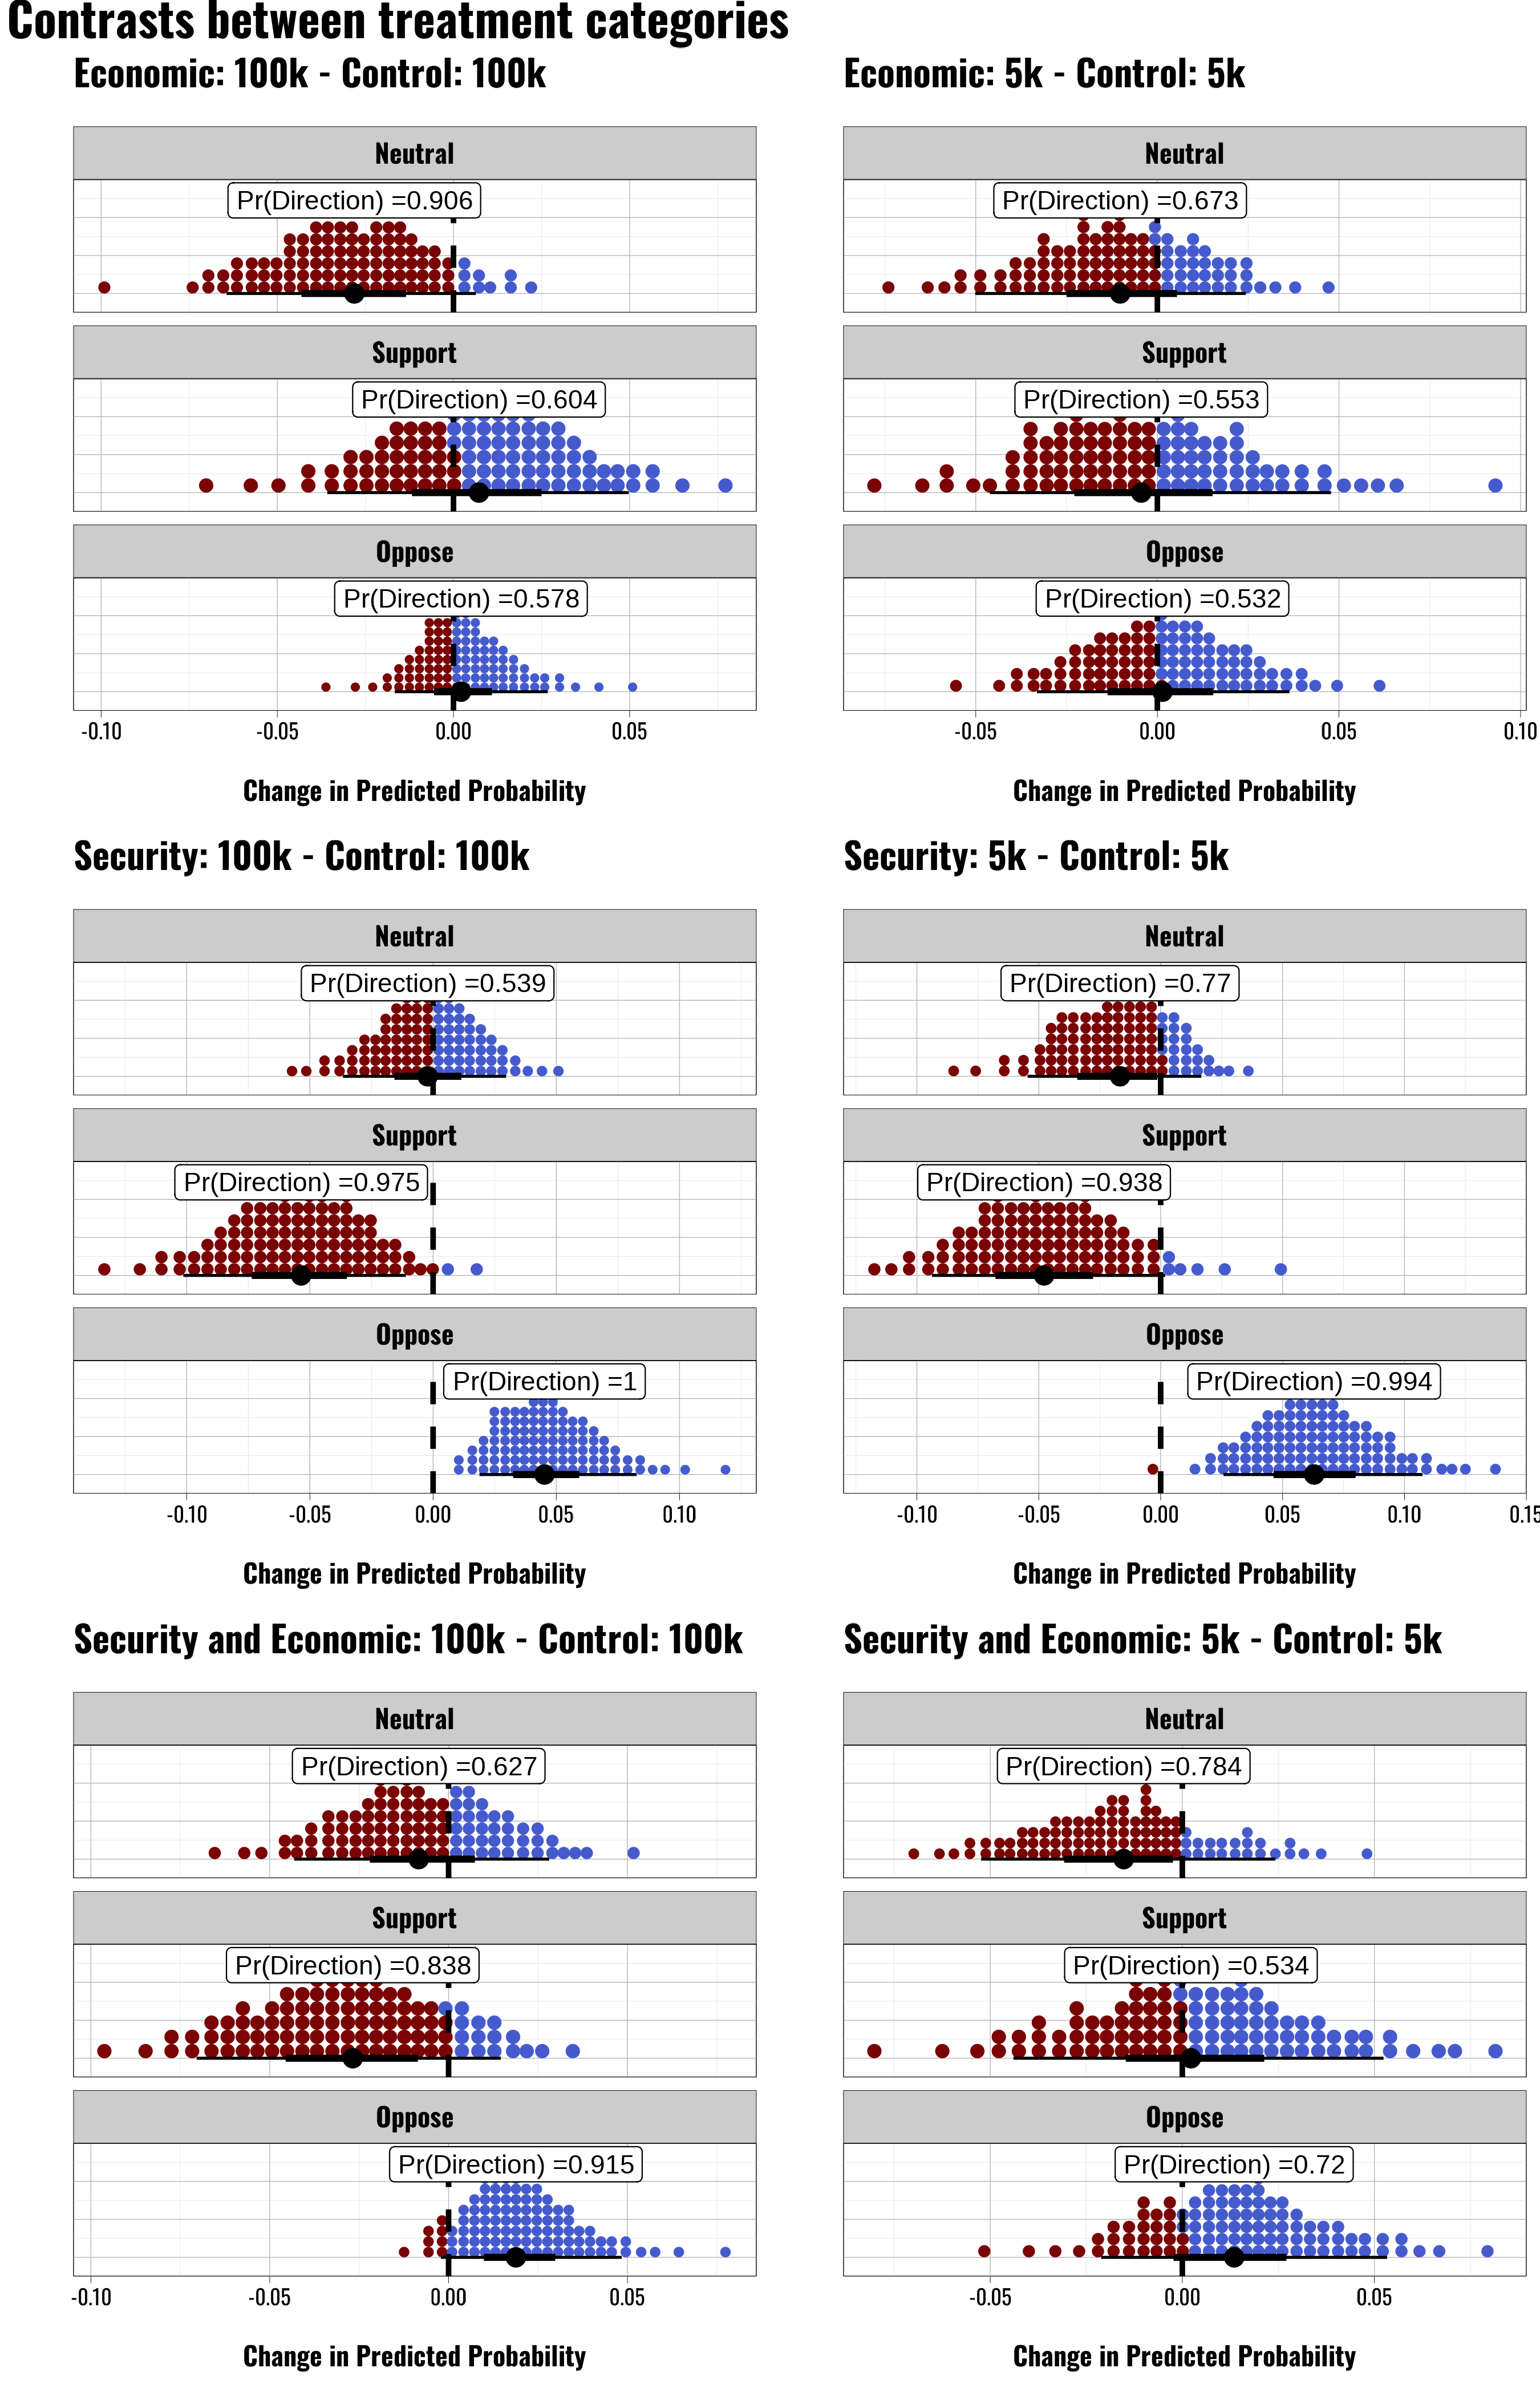 Contrasts between treatment categories
Economic: 100k - Control: 100k
Neutral
Pr(Direction) =0.906
Support
Pr(Direction) =0.604
Oppose
Pr(Direction) =0.578
-0.10 -0.05 0.00 0.05
Change in Predicted Probability
Economic: 5k - Control: 5k
Neutral
Pr(Direction) =0.673
Support
Pr(Direction) =0.553
Oppose
Pr(Direction) =0.532
-0.05 0.00 0.05 0.10
Change in Predicted Probability
Security: 100k - Control: 100k
Neutral
Pr(Direction) =0.539
Support
Pr(Direction) =0.975
Oppose
Pr(Direction) =1
-0.10 -0.05 0.00 0.05 0.10
Change in Predicted Probability
Security: 5k - Control: 5k
Neutral
Pr(Direction) =0.77
Support
Pr(Direction) =0.938
Oppose
Pr(Direction) =0.994
-0.10 -0.05 0.00 0.05 0.10 0.15
Change in Predicted Probability
Security and Economic: 100k - Control: 100k
Neutral
Pr(Direction) =0.627
Support
Pr(Direction) =0.838
Oppose
Pr(Direction) =0.915
-0.10 -0.05 0.00 0.05
Change in Predicted Probability
Security and Economic: 5k - Control: 5k
Neutral
Pr(Direction) =0.784
Support
Pr(Direction) =0.534
Oppose
Pr(Direction) =0.72
-0.05 0.00 0.05
Change in Predicted Probability